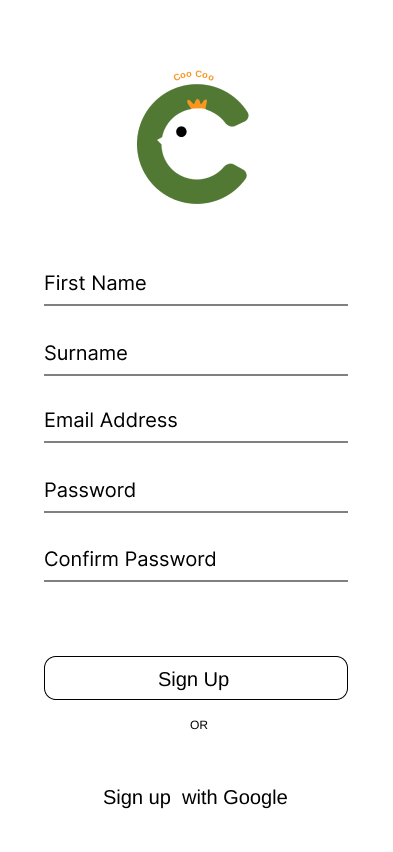 Coo Coo
First Name
Surname
Email Address
Password
Confirm Password
Sign Up
OR
Sign up  with Google